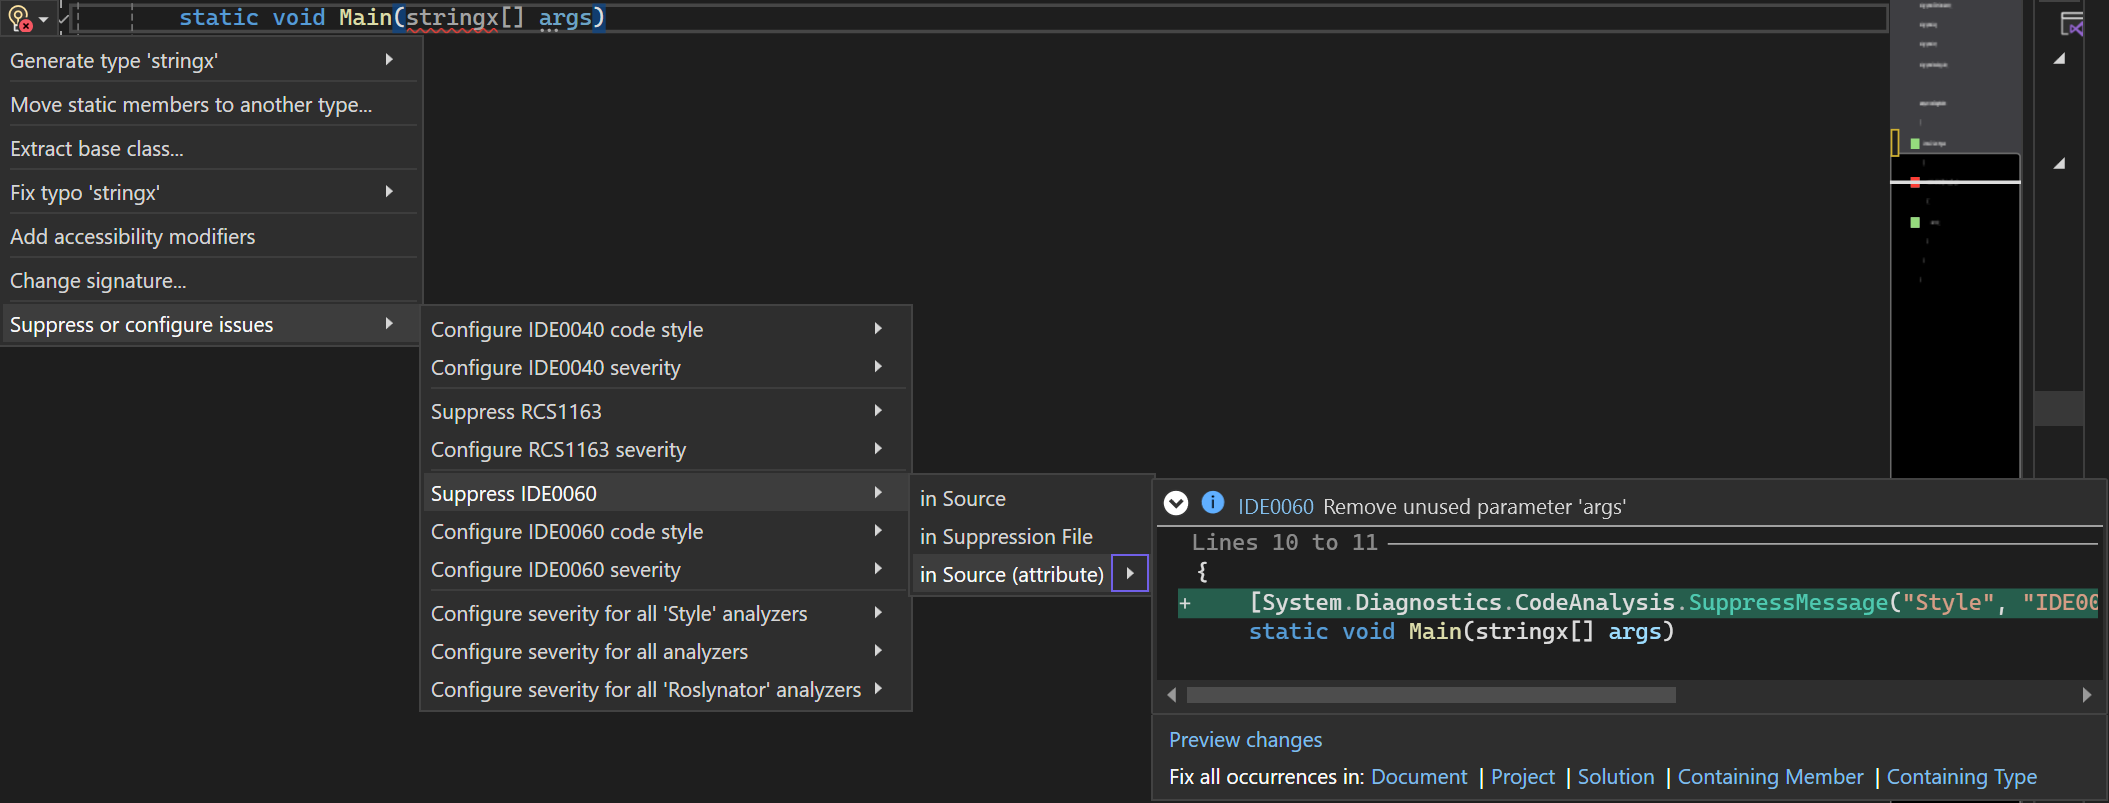 static void Main(stringx[] args)
Generate type 'stringx'
Move static members to another type...
Extract base class...
Fix typo 'stringx'
Add accessibility modifiers
Change signature...
Suppress or configure issues
Configure IDE0040 code style
Configure IDE0040 severity
Suppress RCS1163
Configure RCS1163 severity
Suppress IDE0060
Configure IDE0060 code style
Configure IDE0060 severity
Configure severity for all 'Style' analyzers
Configure severity for all analyzers
Configure severity for all 'Roslynator' analyzers
in Source
in Suppression File
in Source (attribute)
IDE0060 Remove unused parameter 'args'
Lines 10 to 11
{
+ [System.Diagnostics.CodeAnalysis.SuppressMessage("Style", "IDE00
static void Main(stringx[] args)
Preview changes
Fix all occurrences in: Document | Project | Solution | Containing Member | Containing Type